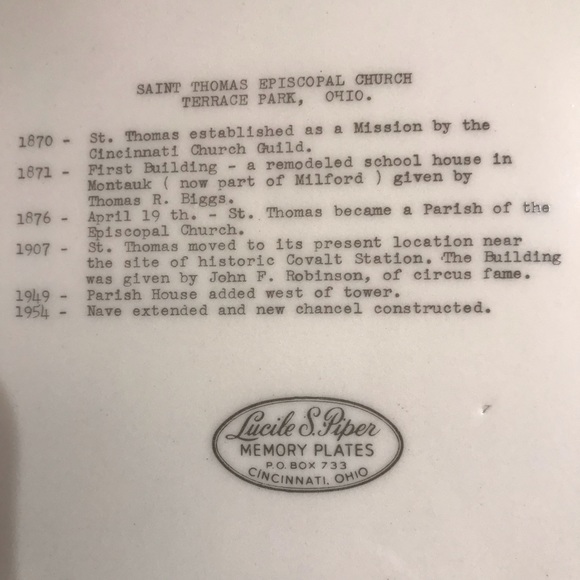 SAINT THOMAS EPISCOPAL CHURCH
TERRACE PARK, OHIO.
1870 - St. Thomas established as a Mission by the
Cincinnati Church Guild.
1871 - First Building - a remodeled school house in
Montauk ( now part of Milford ) given by
Thomas R. Biggs.
1876 - April 19 th. - St. Thomas became a Parish of the
Episcopal Church.
1907 - St. Thomas moved to its present location near
the site of historic Covalt Station. The Building
was given by John F. Robinson, of circus fame.
1949 - Parish House added west of tower.
1954 - Nave extended and new chancel constructed.
Lucile S. Piper
MEMORY PLATES
P.O. BOX 733
CINCINNATI, OHIO